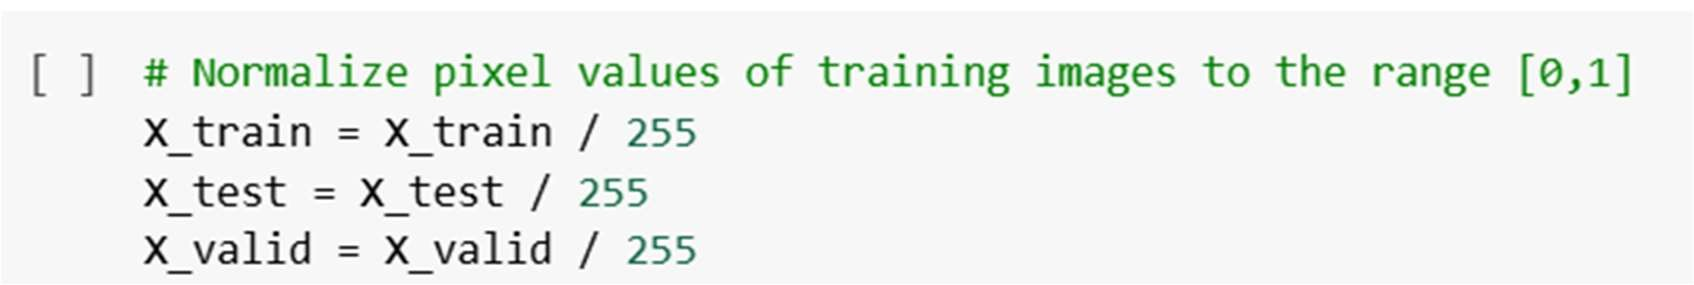 [ ] # Normalize pixel values of training images to the range [0,1]
X_train = X_train / 255
X_test = X_test / 255
X_valid = X_valid / 255